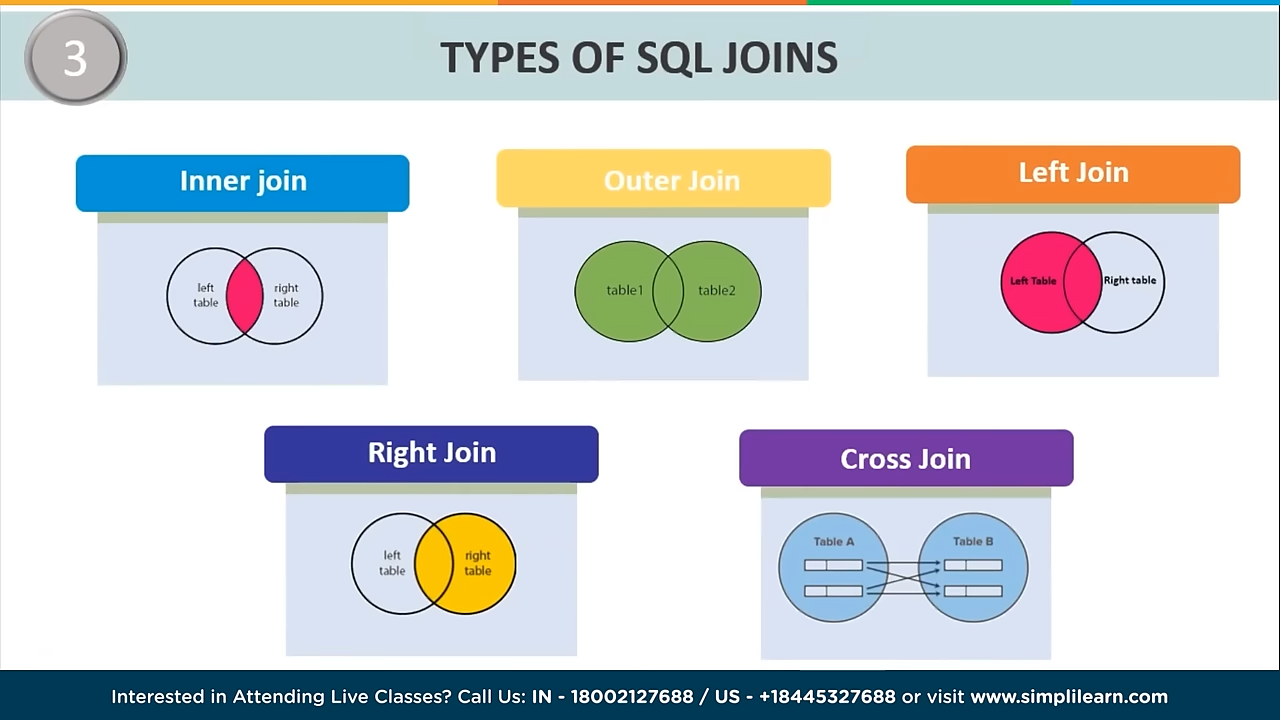 3
TYPES OF SQL JOINS
Inner join
left
table
right
table
Outer Join
table1
table2
Left Join
Left Table
Right table
Right Join
left
table
right
table
Cross Join
Table A
Table B
Interested in Attending Live Classes? Call Us: IN - 18002127688 / US - +18445327688 or visit www.simplilearn.com